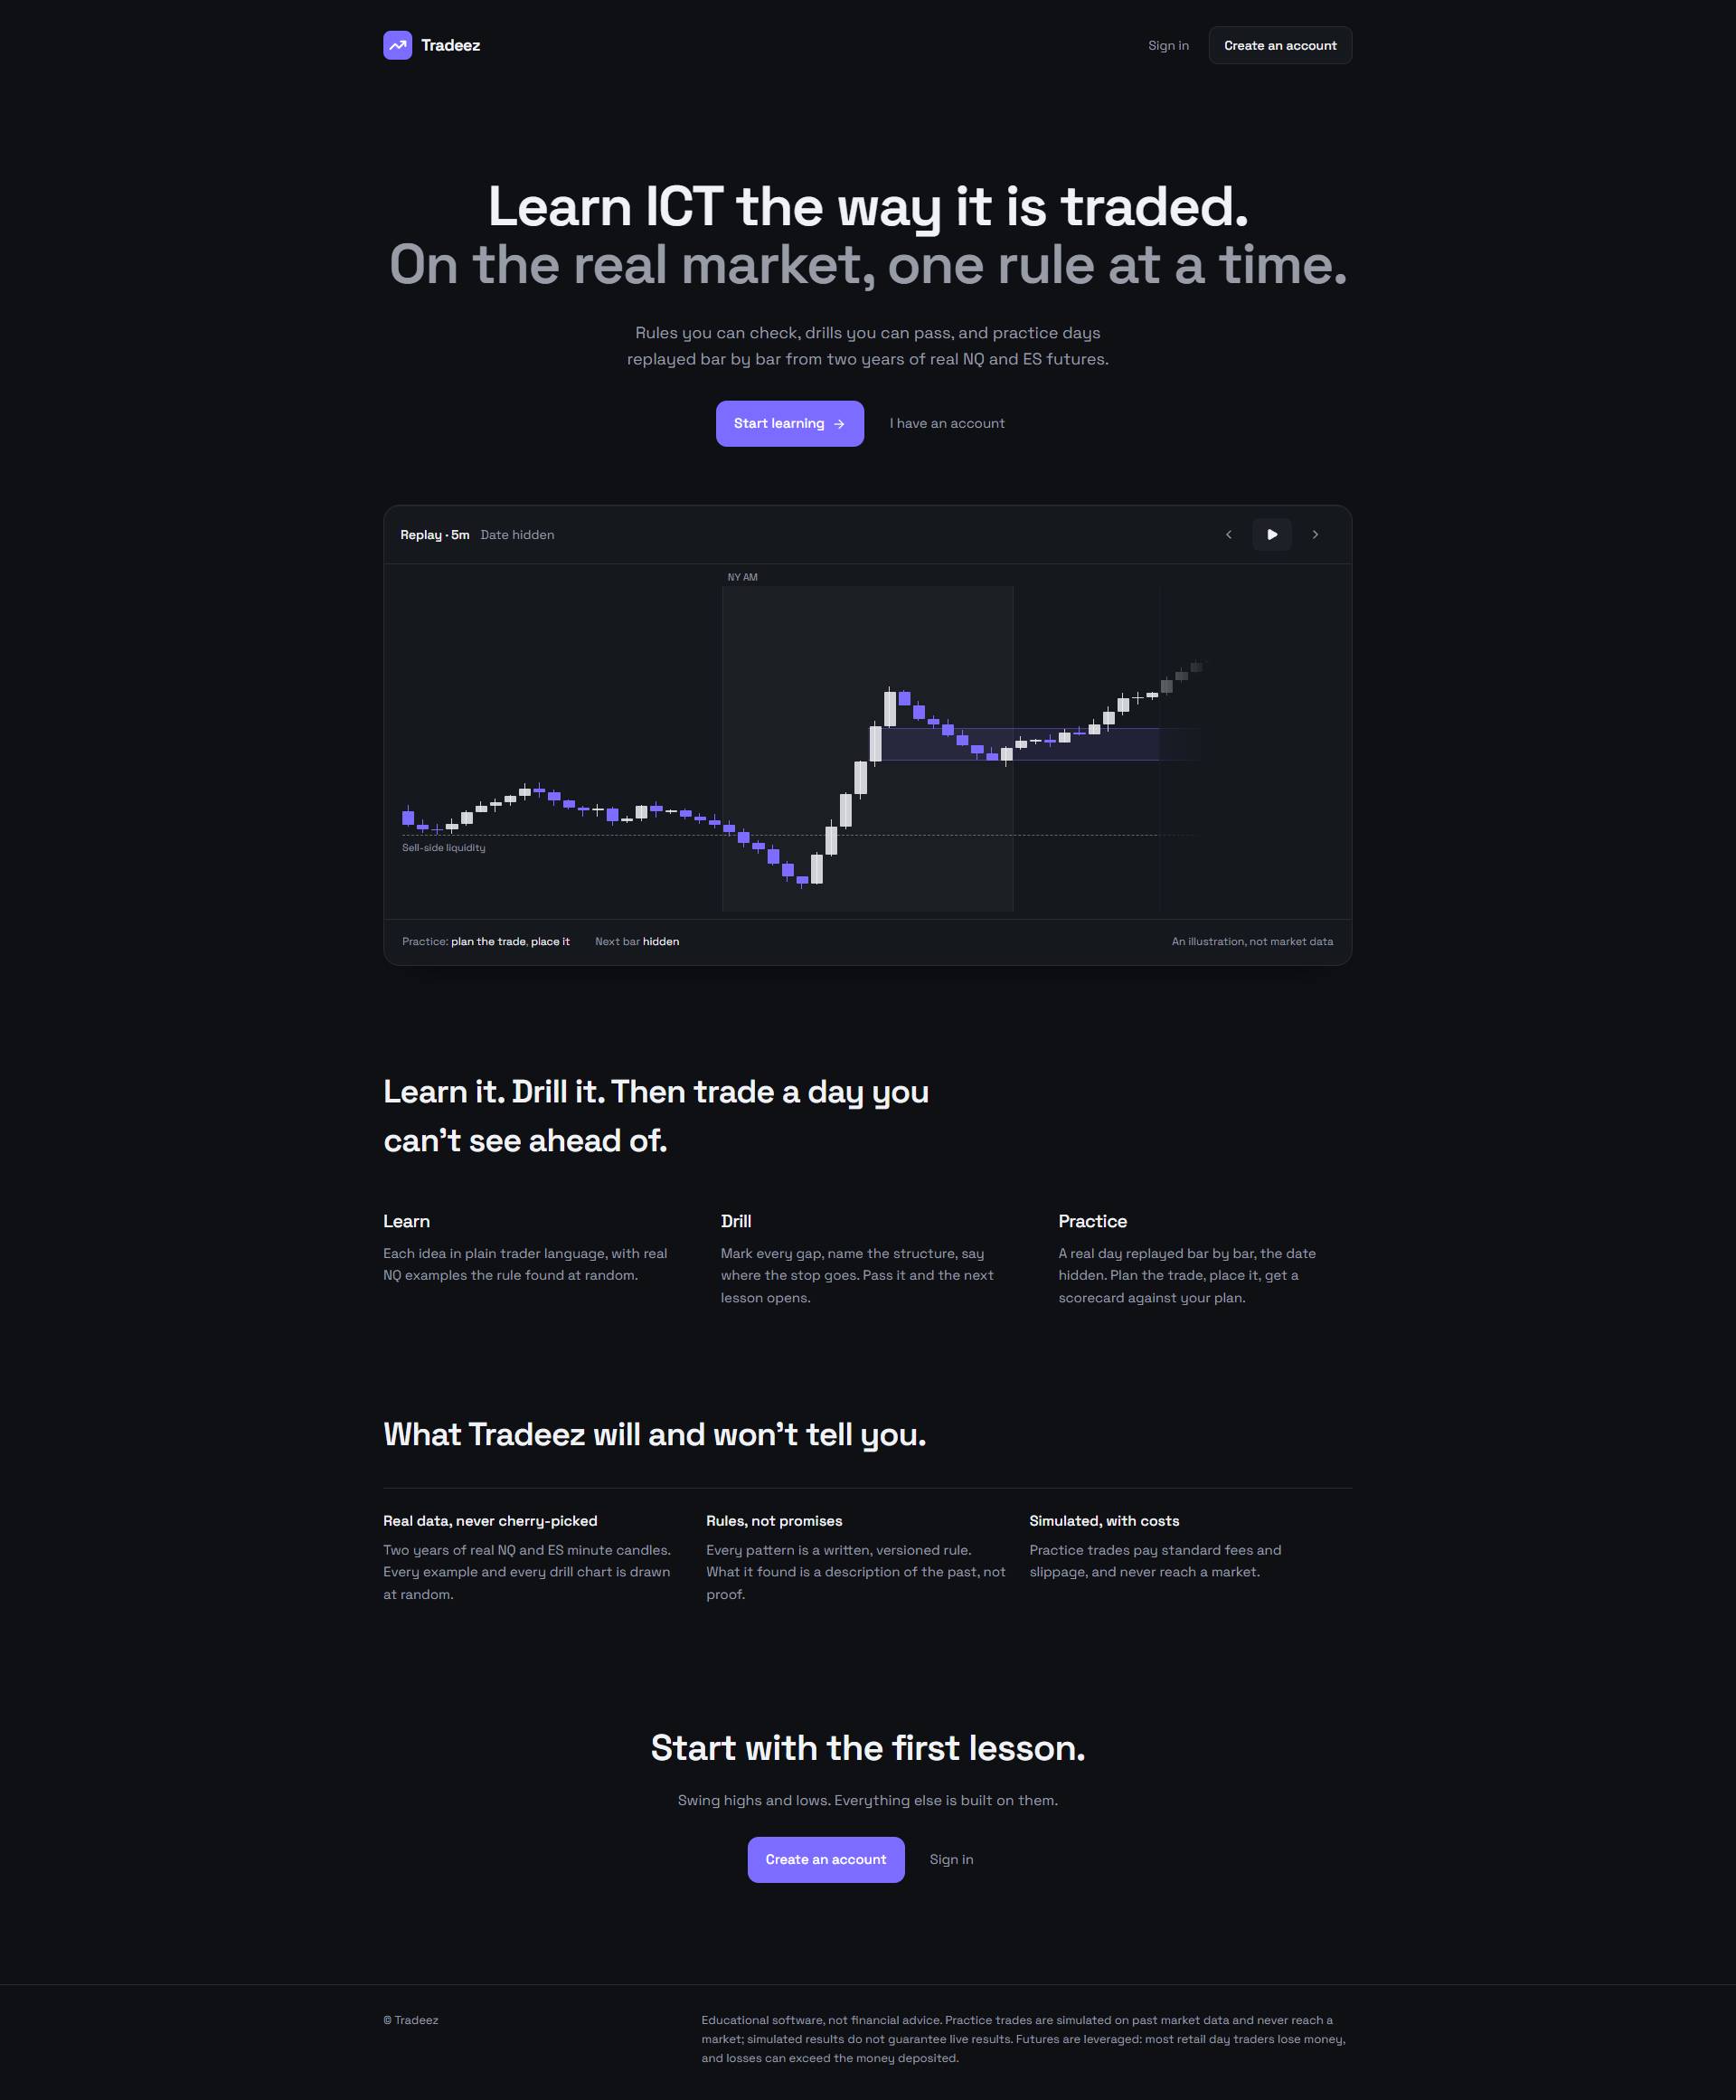 Tradeez
Sign in
Create an account
Learn ICT the way it is traded.
On the real market, one rule at a time.
Rules you can check, drills you can pass, and practice days
replayed bar by bar from two years of real NQ and ES futures.
Start learning →
I have an account
Replay · 5m
Date hidden
NY AM
Sell-side liquidity
Practice: plan the trade, place it
Next bar hidden
An illustration, not market data
Learn it. Drill it. Then trade a day you
can’t see ahead of.
Learn
Each idea in plain trader language, with real
NQ examples the rule found at random.
Drill
Mark every gap, name the structure, say
where the stop goes. Pass it and the next
lesson opens.
Practice
A real day replayed bar by bar, the date
hidden. Plan the trade, place it, get a
scorecard against your plan.
What Tradeez will and won’t tell you.
Real data, never cherry-picked
Two years of real NQ and ES minute candles.
Every example and every drill chart is drawn
at random.
Rules, not promises
Every pattern is a written, versioned rule.
What it found is a description of the past, not
proof.
Simulated, with costs
Practice trades pay standard fees and
slippage, and never reach a market.
Start with the first lesson.
Swing highs and lows. Everything else is built on them.
Create an account
Sign in
© Tradeez
Educational software, not financial advice. Practice trades are simulated on past market data and never reach a
market; simulated results do not guarantee live results. Futures are leveraged: most retail day traders lose money,
and losses can exceed the money deposited.